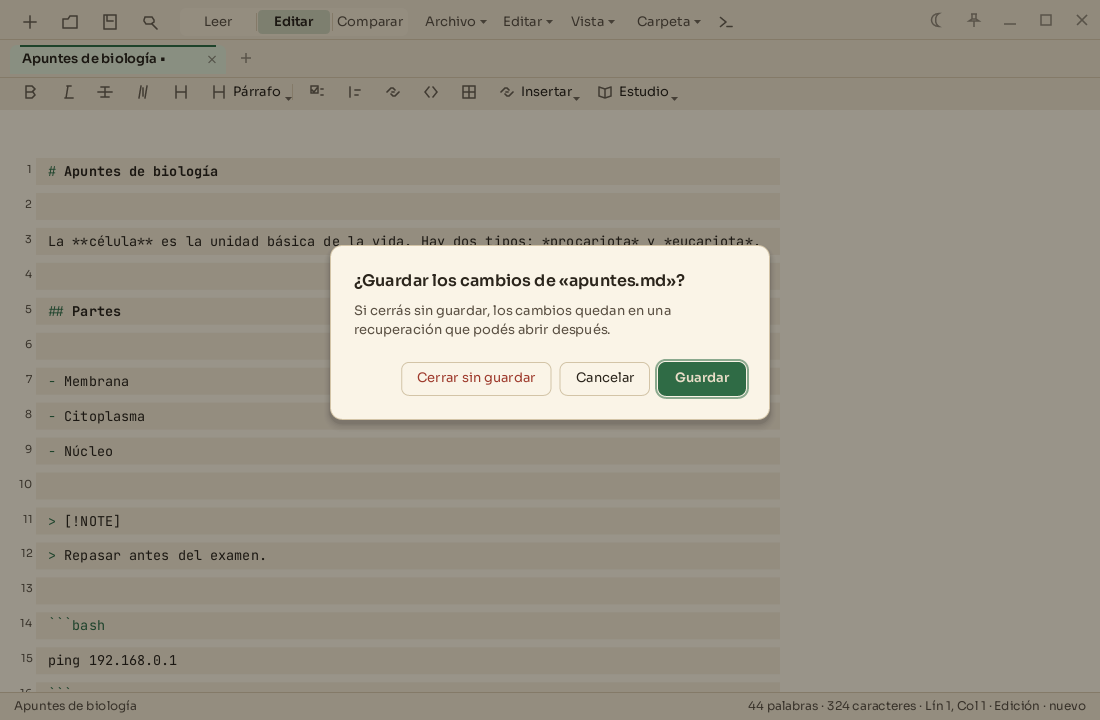 Leer Editar Comparar Archivo Editar Vista Carpeta
Apuntes de biología • × +
B I H H Párrafo Insertar Estudio
1 # Apuntes de biología
2
3 La **célula** es la unidad básica de la vida. Hay dos tipos: *procariota* y *eucariota*.
4
¿Guardar los cambios de «apuntes.md»?
Si cerrás sin guardar, los cambios quedan en una
recuperación que podés abrir después.
Cerrar sin guardar Cancelar Guardar
5 ## Partes
6
7 - Membrana
8 - Citoplasma
9 - Núcleo
10
11 > [!NOTE]
12 > Repasar antes del examen.
13
14 ```bash
15 ping 192.168.0.1
16 ```
Apuntes de biología 44 palabras · 324 caracteres · Lín 1, Col 1 · Edición · nuevo